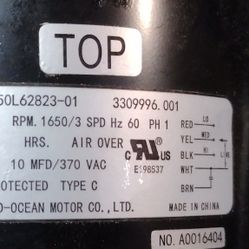 TOP
50L62823-01 3309996.001
RPM. 1650/3 SPD Hz 60 PH 1
HRS. AIR OVER
10 MFD/370 VAC
OTECTED TYPE C
O-OCEAN MOTOR CO.,LTD.
C US
E198537
RED LO
YEL MED
BLK HI
WHT
BRN
MADE IN CHINA
NO. A0016404